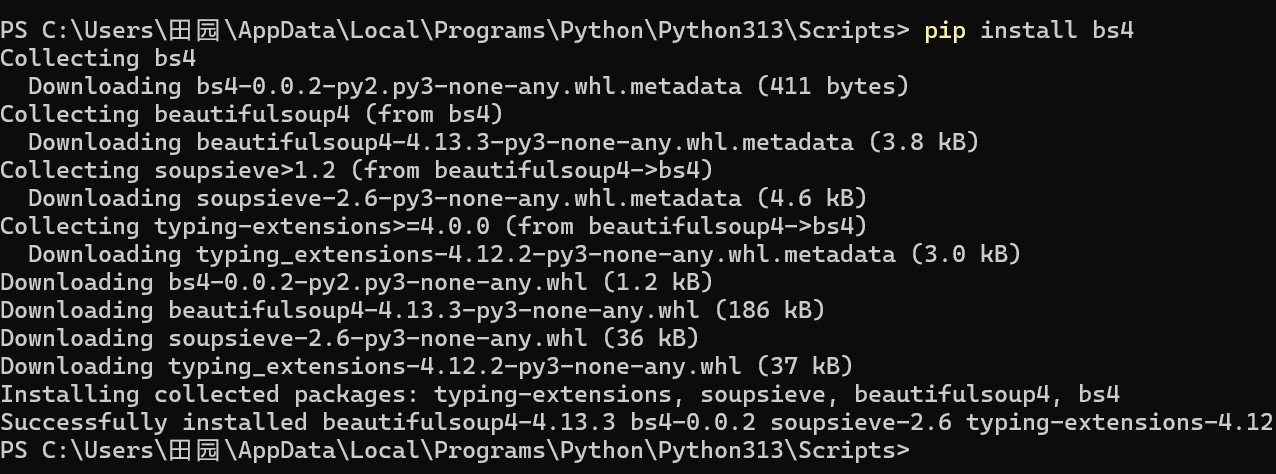 PS C:\Users\田园\AppData\Local\Programs\Python\Python313\Scripts> pip install bs4
Collecting bs4
  Downloading bs4-0.0.2-py2.py3-none-any.whl.metadata (411 bytes)
Collecting beautifulsoup4 (from bs4)
  Downloading beautifulsoup4-4.13.3-py3-none-any.whl.metadata (3.8 kB)
Collecting soupsieve>1.2 (from beautifulsoup4->bs4)
  Downloading soupsieve-2.6-py3-none-any.whl.metadata (4.6 kB)
Collecting typing-extensions>=4.0.0 (from beautifulsoup4->bs4)
  Downloading typing_extensions-4.12.2-py3-none-any.whl.metadata (3.0 kB)
Downloading bs4-0.0.2-py2.py3-none-any.whl (1.2 kB)
Downloading beautifulsoup4-4.13.3-py3-none-any.whl (186 kB)
Downloading soupsieve-2.6-py3-none-any.whl (36 kB)
Downloading typing_extensions-4.12.2-py3-none-any.whl (37 kB)
Installing collected packages: typing-extensions, soupsieve, beautifulsoup4, bs4
Successfully installed beautifulsoup4-4.13.3 bs4-0.0.2 soupsieve-2.6 typing-extensions-4.12
PS C:\Users\田园\AppData\Local\Programs\Python\Python313\Scripts>